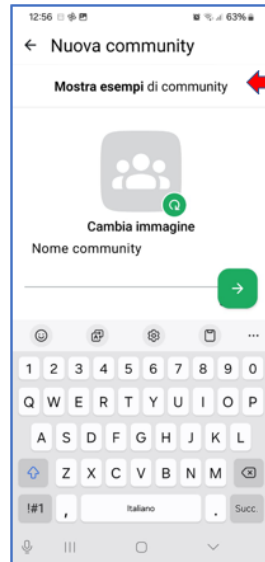 12:56 63%
Nuova community
Mostra esempi di community
Cambia immagine
Nome community
1 2 3 4 5 6 7 8 9 0
Q W E R T Y U I O P
A S D F G H J K L
Z X C V B N M
!#1 , Italiano . Succ.